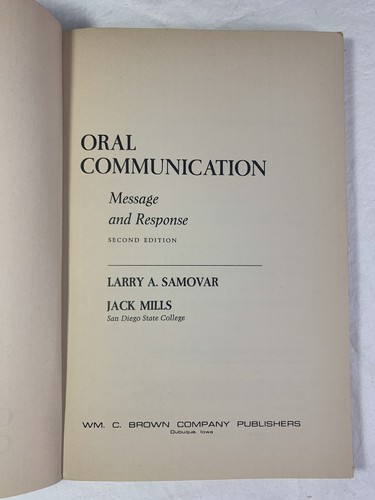 ORAL
COMMUNICATION
Message
and Response
SECOND EDITION
LARRY A. SAMOVAR
JACK MILLS
San Diego State College
WM. C. BROWN COMPANY PUBLISHERS
Dubuque, Iowa